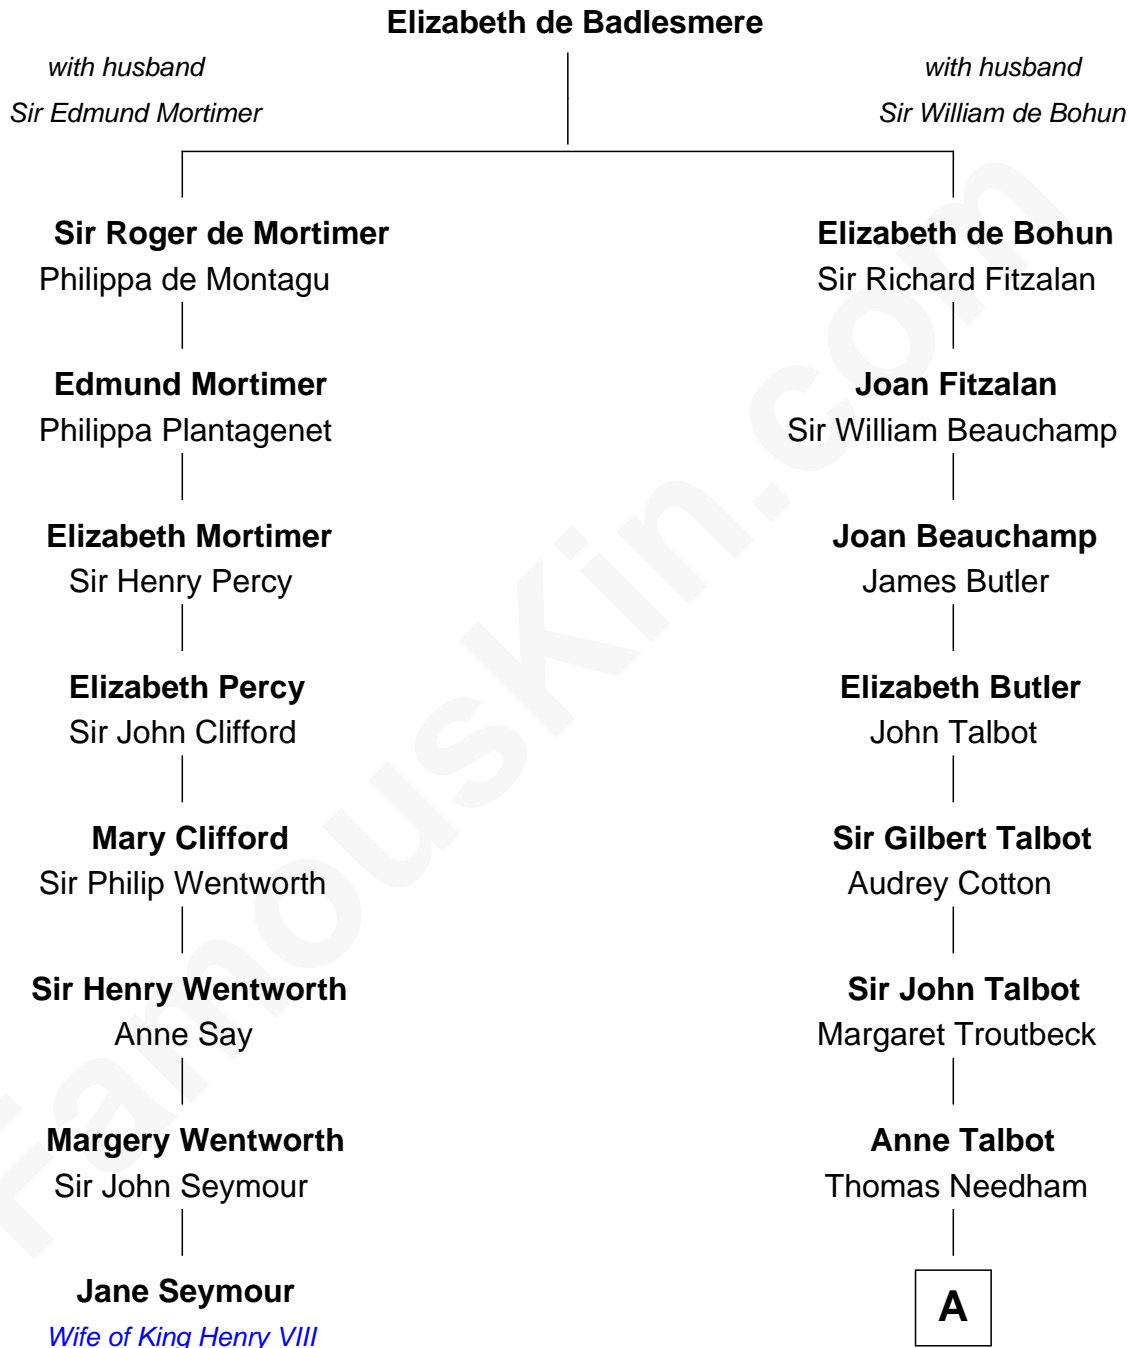 Elizabeth de Badlesmere
with husband
Sir Edmund Mortimer
with husband
Sir William de Bohun
Sir Roger de Mortimer
Philippa de Montagu
Elizabeth de Bohun
Sir Richard Fitzalan
Edmund Mortimer
Philippa Plantagenet
Joan Fitzalan
Sir William Beauchamp
Elizabeth Mortimer
Sir Henry Percy
Joan Beauchamp
James Butler
Elizabeth Percy
Sir John Clifford
Elizabeth Butler
John Talbot
Mary Clifford
Sir Philip Wentworth
Sir Gilbert Talbot
Audrey Cotton
Sir Henry Wentworth
Anne Say
Sir John Talbot
Margaret Troutbeck
Margery Wentworth
Sir John Seymour
Anne Talbot
Thomas Needham
Jane Seymour
Wife of King Henry VIII
A
FamousKin.com